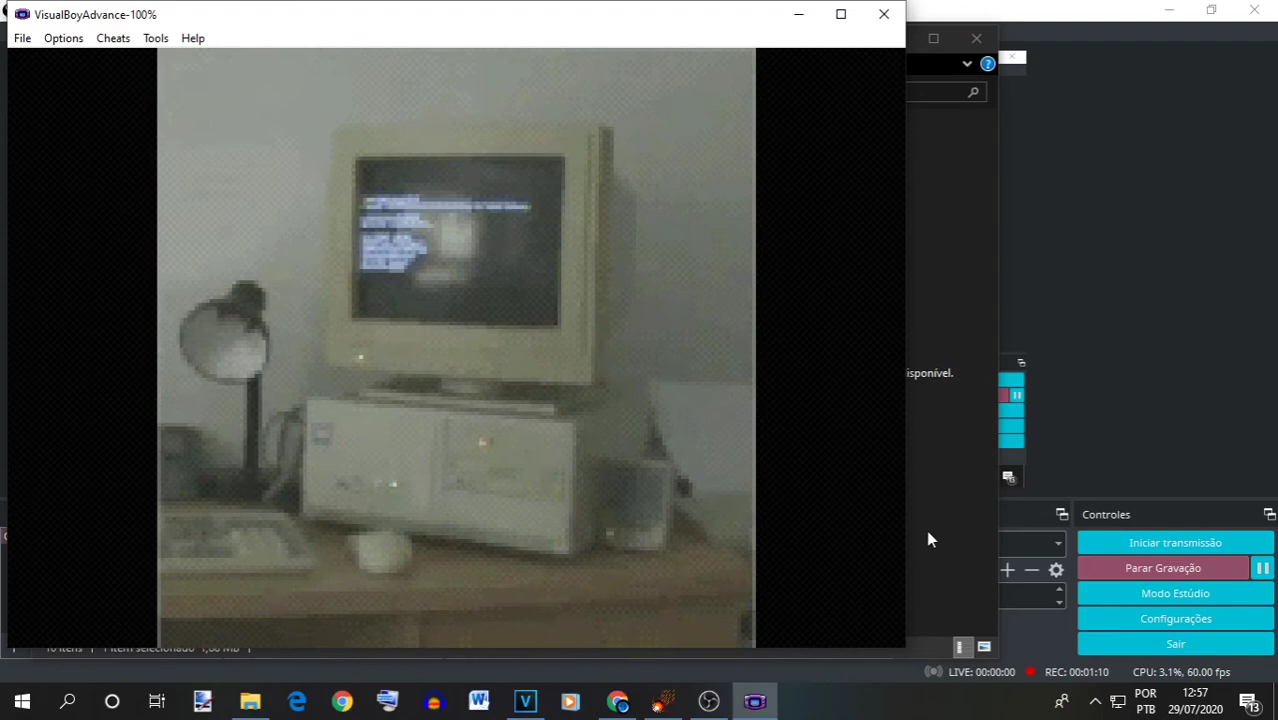 VisualBoyAdvance-100%
File Options Cheats Tools Help
isponível.
Controles
Iniciar transmissão
Parar Gravação
Modo Estúdio
Configurações
Sair
LIVE: 00:00:00 REC: 00:01:10 CPU: 3.1%, 60.00 fps
POR 12:57
PTB 29/07/2020 13